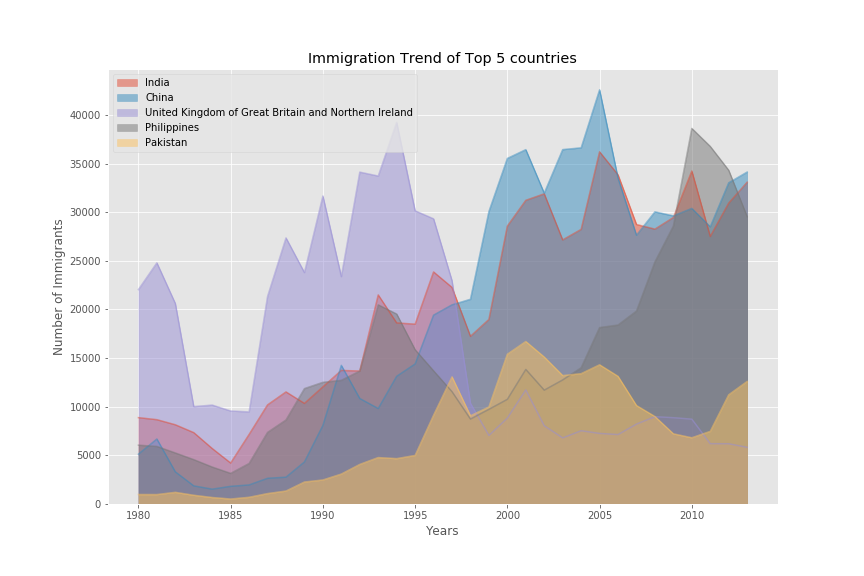 Immigration Trend of Top 5 countries
India
China
United Kingdom of Great Britain and Northern Ireland
Philippines
Pakistan
40000
35000
30000
25000
20000
15000
10000
5000
0
Number of Immigrants
1980
1985
1990
1995
2000
2005
2010
Years